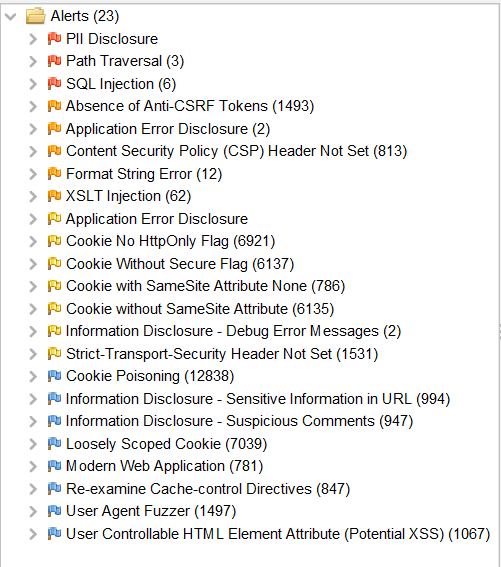 Alerts (23)
PII Disclosure
Path Traversal (3)
SQL Injection (6)
Absence of Anti-CSRF Tokens (1493)
Application Error Disclosure (2)
Content Security Policy (CSP) Header Not Set (813)
Format String Error (12)
XSLT Injection (62)
Application Error Disclosure
Cookie No HttpOnly Flag (6921)
Cookie Without Secure Flag (6137)
Cookie with SameSite Attribute None (786)
Cookie without SameSite Attribute (6135)
Information Disclosure - Debug Error Messages (2)
Strict-Transport-Security Header Not Set (1531)
Cookie Poisoning (12838)
Information Disclosure - Sensitive Information in URL (994)
Information Disclosure - Suspicious Comments (947)
Loosely Scoped Cookie (7039)
Modern Web Application (781)
Re-examine Cache-control Directives (847)
User Agent Fuzzer (1497)
User Controllable HTML Element Attribute (Potential XSS) (1067)